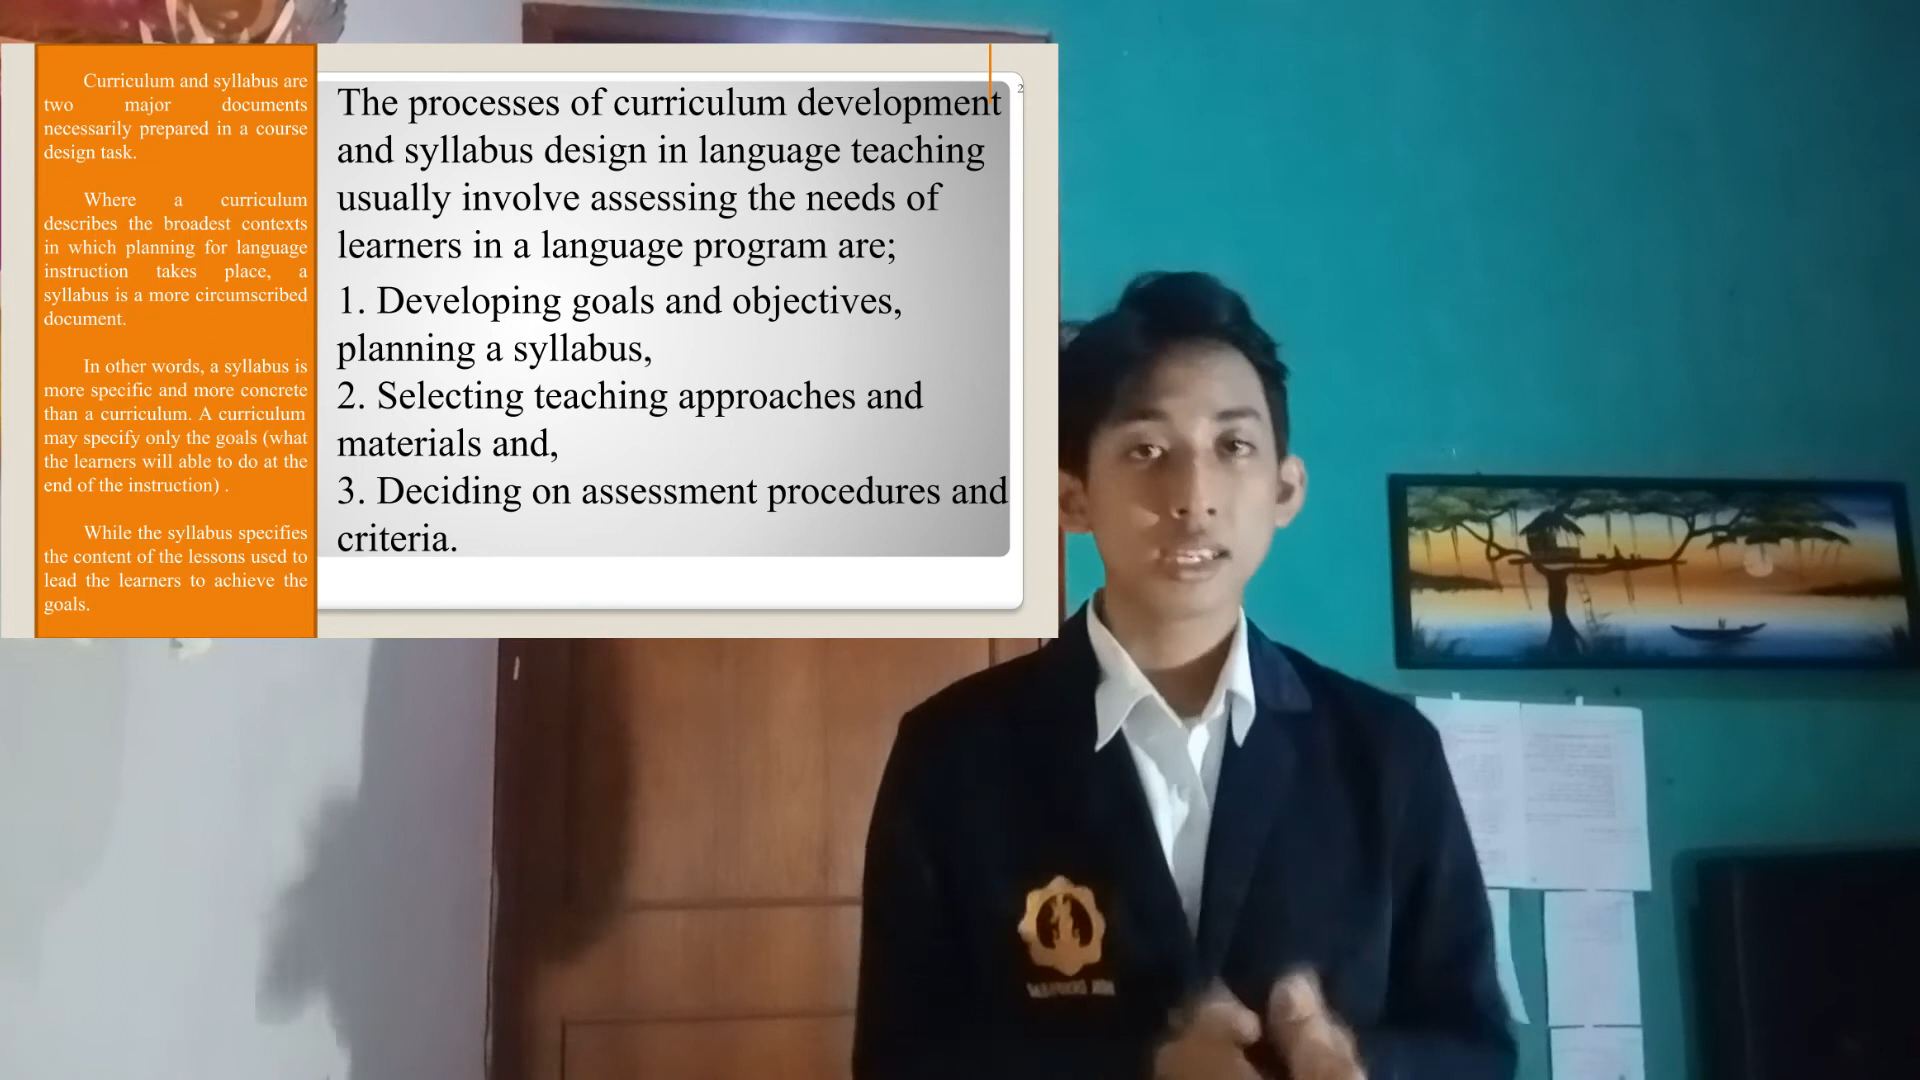 Curriculum and syllabus are
two major documents
necessarily prepared in a course
design task.
Where a curriculum
describes the broadest contexts
in which planning for language
instruction takes place, a
syllabus is a more circumscribed
document.
In other words, a syllabus is
more specific and more concrete
than a curriculum. A curriculum
may specify only the goals (what
the learners will able to do at the
end of the instruction) .
While the syllabus specifies
the content of the lessons used to
lead the learners to achieve the
goals.
The processes of curriculum development
and syllabus design in language teaching
usually involve assessing the needs of
learners in a language program are;
1. Developing goals and objectives,
planning a syllabus,
2. Selecting teaching approaches and
materials and,
3. Deciding on assessment procedures and
criteria.
2